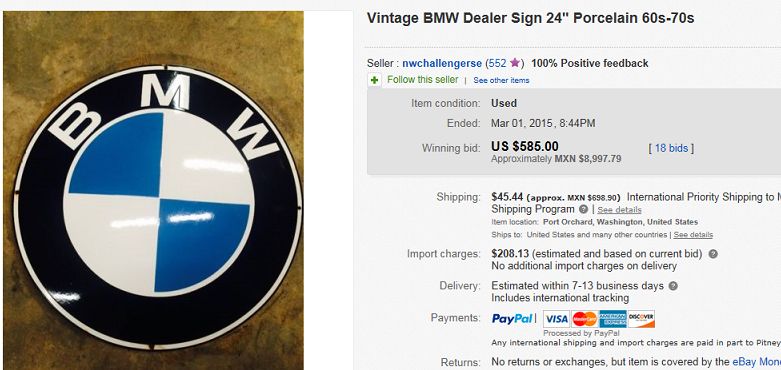 Vintage BMW Dealer Sign 24" Porcelain 60s-70s
BMW
Seller : nwchallengerse (552 ) 100% Positive feedback
+ Follow this seller | See other items
Item condition: Used
Ended: Mar 01, 2015 , 8:44PM
Winning bid: US $585.00 [ 18 bids ]
Approximately MXN $8,997.79
Shipping: $45.44 (approx. MXN $698.90) International Priority Shipping to
Shipping Program ? | See details
Item location: Port Orchard, Washington, United States
Ships to: United States and many other countries | See details
Import charges: $208.13 (estimated and based on current bid) ?
No additional import charges on delivery
Delivery: Estimated within 7-13 business days ?
Includes international tracking
Payments: PayPal | VISA MasterCard AMERICAN EXPRESS DISCOVER
Processed by PayPal
Any international shipping and import charges are paid in part to Pitney
Returns: No returns or exchanges, but item is covered by the eBay